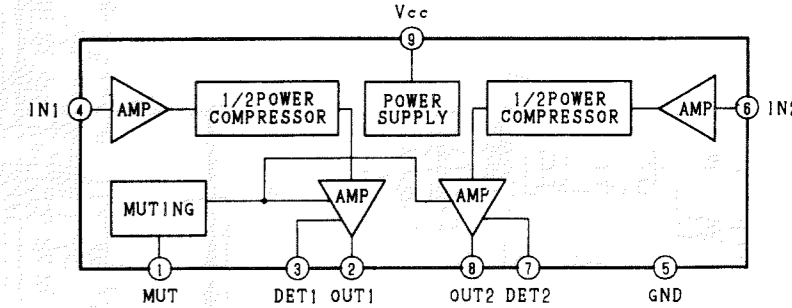 Vcc
9
IN1 4 AMP 1/2POWER COMPRESSOR POWER SUPPLY 1/2POWER COMPRESSOR AMP 6 IN2
MUTING AMP AMP
1 3 2 8 7 5
MUT DET1 OUT1 OUT2 DET2 GND